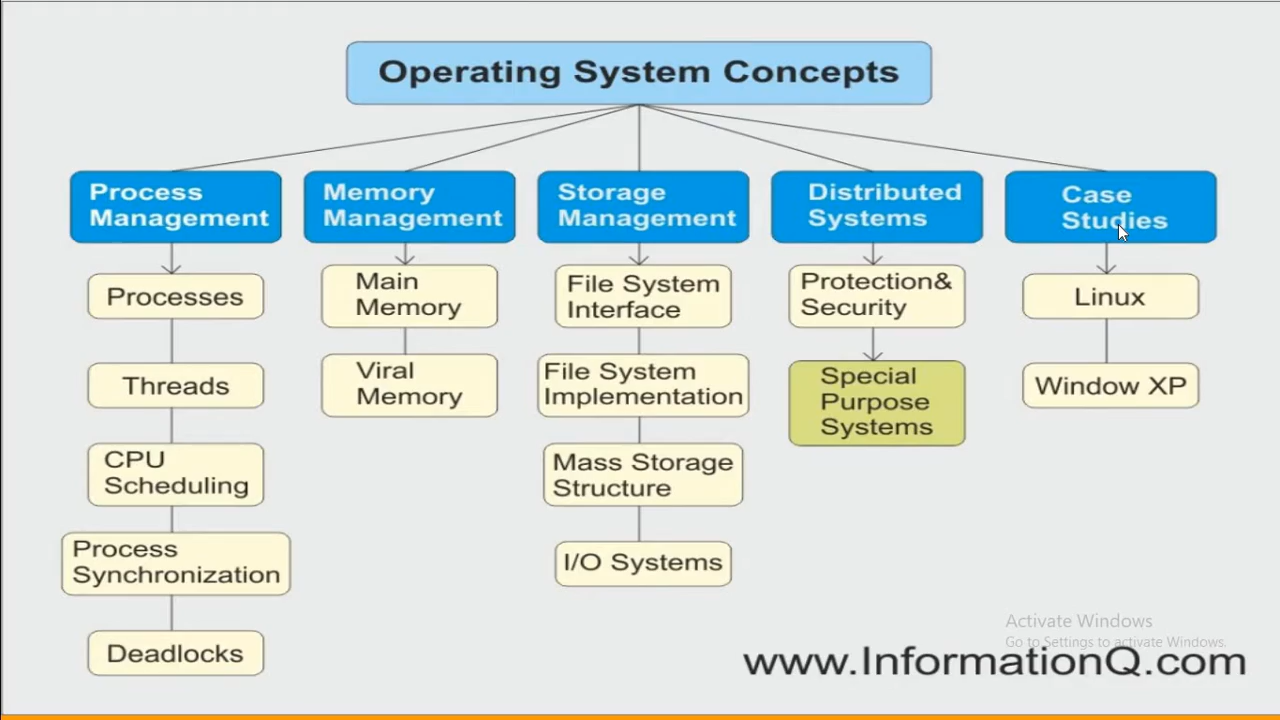 Operating System Concepts
Process
Management
Memory
Management
Storage
Management
Distributed
Systems
Case
Studies
Processes
Threads
CPU
Scheduling
Process
Synchronization
Deadlocks
Main
Memory
Viral
Memory
File System
Interface
File System
Implementation
Mass Storage
Structure
I/O Systems
Protection&
Security
Special
Purpose
Systems
Linux
Window XP
Activate Windows
Go to Settings to activate Windows.
www.InformationQ.com